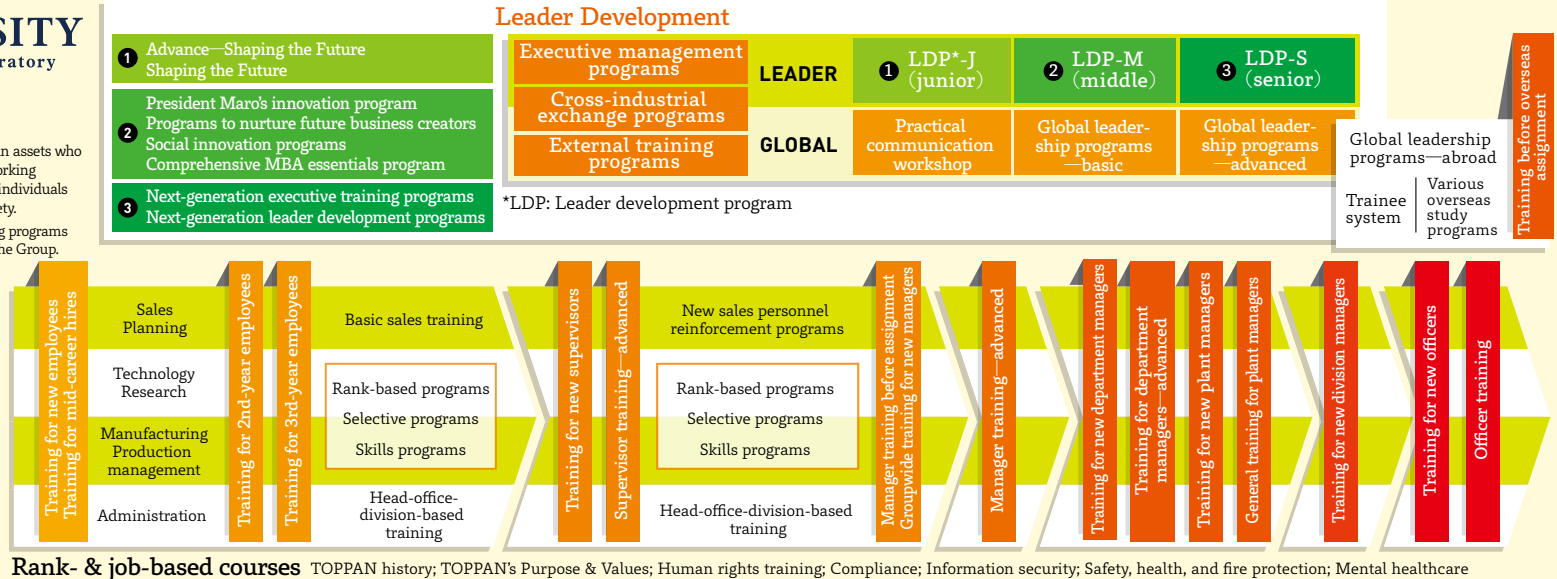 SITY
ratory
n assets who
orking
individuals
ety.
g programs
he Group.
Leader Development
1 Advance—Shaping the Future
Shaping the Future
2 President Maro's innovation program
Programs to nurture future business creators
Social innovation programs
Comprehensive MBA essentials program
3 Next-generation executive training programs
Next-generation leader development programs
Executive management
programs
Cross-industrial
exchange programs
External training
programs
LEADER
1 LDP*-J
(junior)
2 LDP-M
(middle)
3 LDP-S
(senior)
GLOBAL
Practical
communication
workshop
Global leader-
ship programs
—basic
Global leader-
ship programs
—advanced
Global leadership
programs—abroad
Trainee
system
Various
overseas
study
programs
Training before overseas
assignment
*LDP: Leader development program
Training for new employees
Training for mid-career hires
Sales
Planning
Technology
Research
Manufacturing
Production
management
Administration
Training for 2nd-year employees
Training for 3rd-year employees
Basic sales training
Rank-based programs
Selective programs
Skills programs
Head-office-
division-based
training
Training for new supervisors
Supervisor training—advanced
New sales personnel
reinforcement programs
Rank-based programs
Selective programs
Skills programs
Head-office-division-based
training
Manager training before assignment
Groupwide training for new managers
Manager training—advanced
Training for new department managers
Training for department
managers—advanced
Training for new plant managers
General training for plant managers
Training for new division managers
Training for new officers
Officer training
Rank- & job-based courses TOPPAN history; TOPPAN's Purpose & Values; Human rights training; Compliance; Information security; Safety, health, and fire protection; Mental healthcare